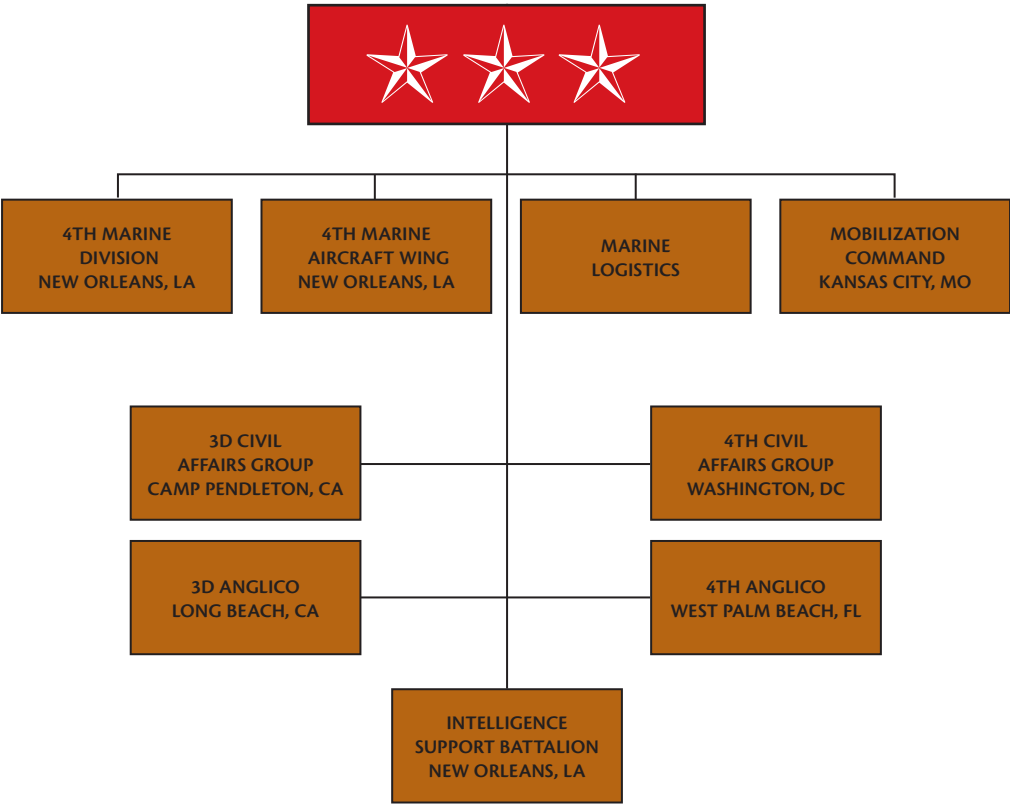 4TH MARINE
DIVISION
NEW ORLEANS, LA
4TH MARINE
AIRCRAFT WING
NEW ORLEANS, LA
MARINE
LOGISTICS
MOBILIZATION
COMMAND
KANSAS CITY, MO
3D CIVIL
AFFAIRS GROUP
CAMP PENDLETON, CA
4TH CIVIL
AFFAIRS GROUP
WASHINGTON, DC
3D ANGLICO
LONG BEACH, CA
4TH ANGLICO
WEST PALM BEACH, FL
INTELLIGENCE
SUPPORT BATTALION
NEW ORLEANS, LA